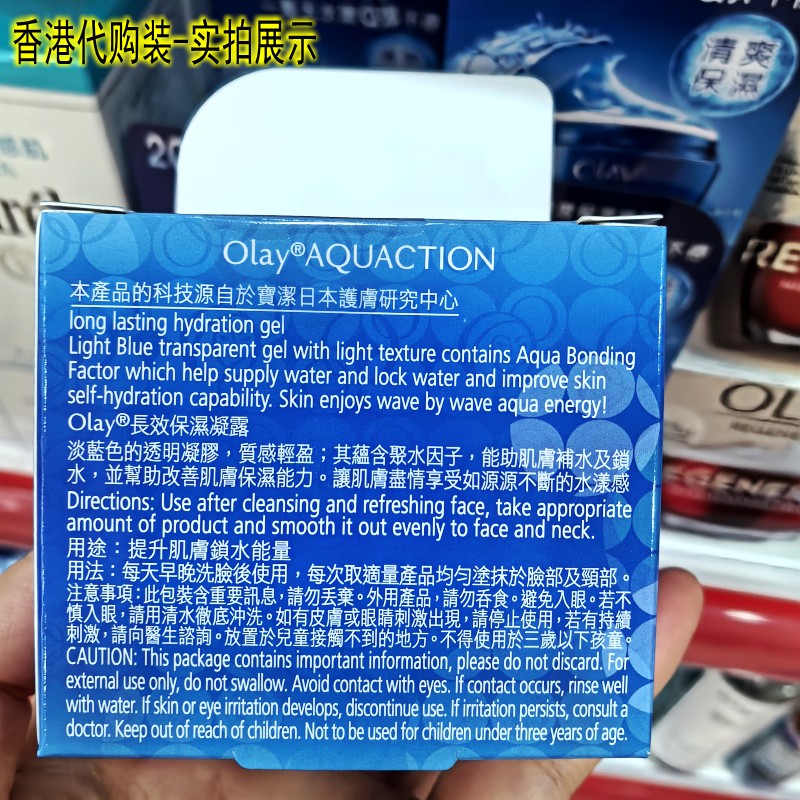 香港代购装-实拍展示
清爽
保濕
OLAY
20
Olay®AQUACTION
本產品的科技源自於寶潔日本護膚研究中心
long lasting hydration gel
Light Blue transparent gel with light texture contains Aqua Bonding
Factor which help supply water and lock water and improve skin
self-hydration capability. Skin enjoys wave by wave aqua energy!
Olay®長效保濕凝露
淡藍色的透明凝膠，質感輕盈；其蘊含聚水因子，能助肌膚補水及鎖
水，並幫助改善肌膚保濕能力。讓肌膚盡情享受如源源不斷的水漾感
Directions: Use after cleansing and refreshing face, take appropriate
amount of product and smooth it out evenly to face and neck.
用途：提升肌膚鎖水能量
用法：每天早晚洗臉後使用，每次取適量產品均勻塗抹於臉部及頸部。
注意事項：此包裝含重要訊息，請勿丟棄。外用產品，請勿吞食。避免入眼。若不
慎入眼，請用清水徹底沖洗。如有皮膚或眼睛刺激出現，請停止使用，若有持續
刺激，請向醫生諮詢。放置於兒童接觸不到的地方。不得使用於三歲以下孩童。
CAUTION: This package contains important information, please do not discard. For
external use only, do not swallow. Avoid contact with eyes. If contact occurs, rinse well
with water. If skin or eye irritation develops, discontinue use. If irritation persists, consult a
doctor. Keep out of reach of children. Not to be used for children under three years of age.